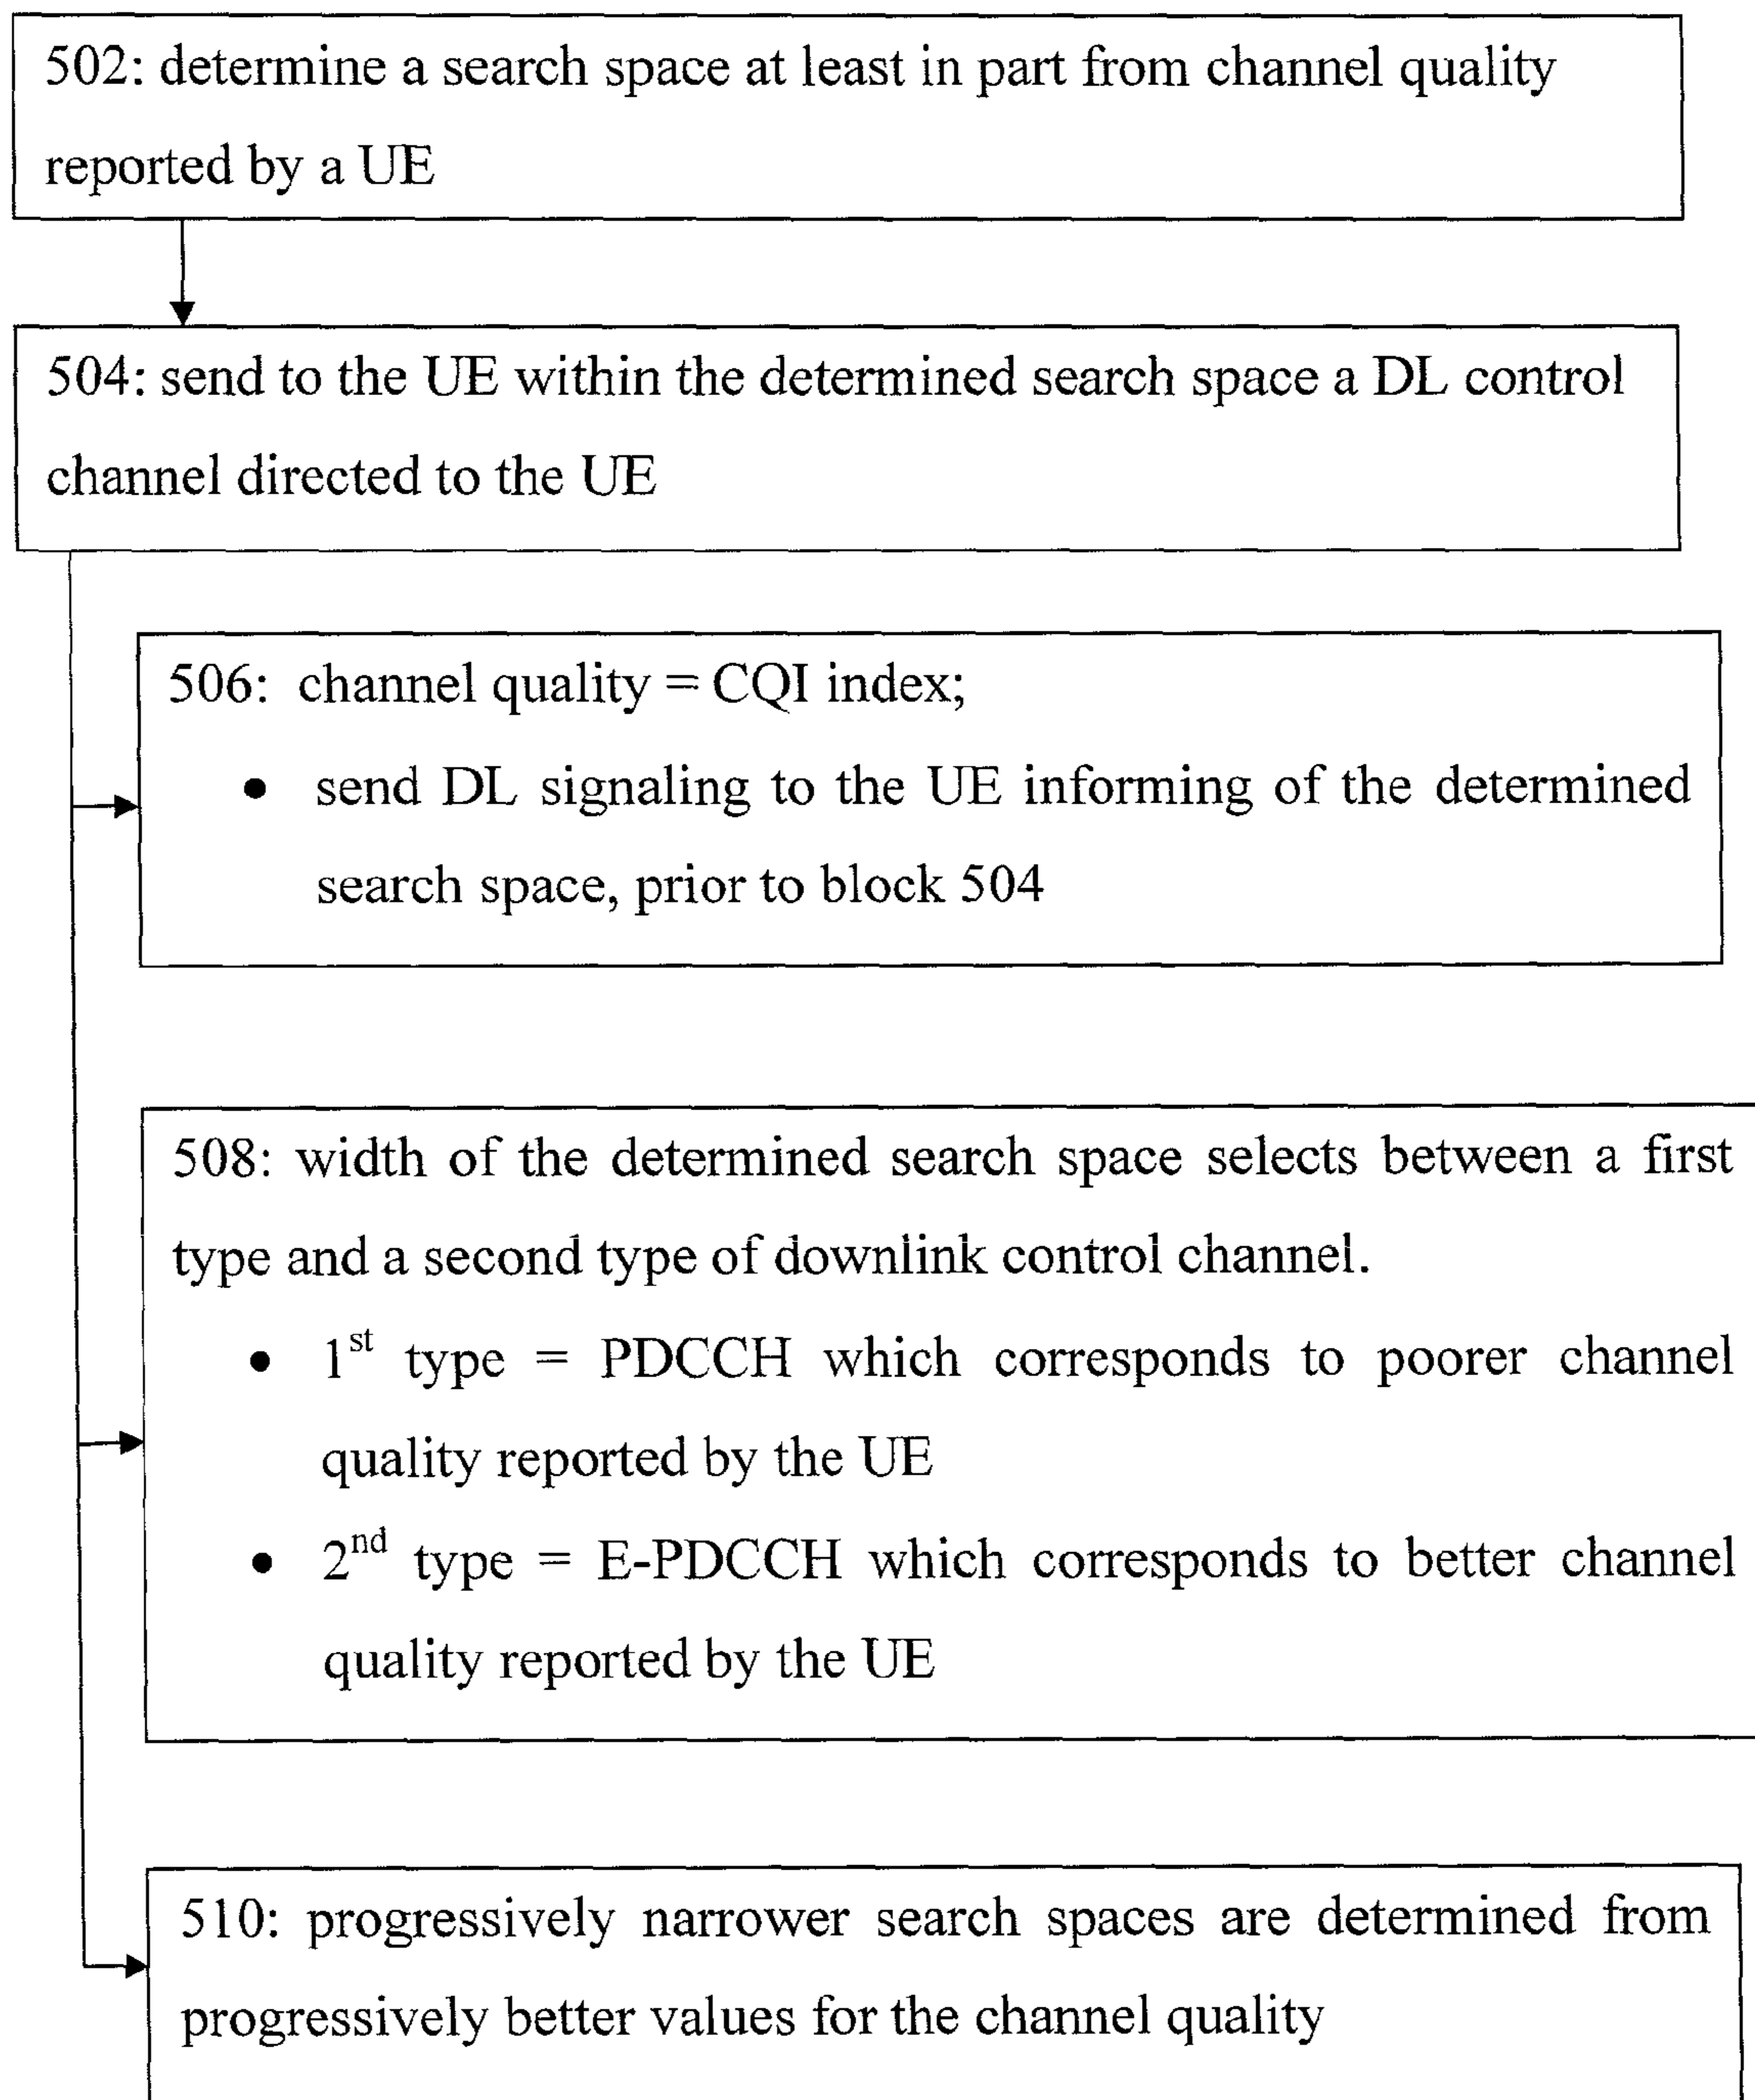 502: determine a search space at least in part from channel quality
reported by a UE
504: send to the UE within the determined search space a DL control
channel directed to the UE
506: channel quality = CQI index;
• send DL signaling to the UE informing of the determined
search space, prior to block 504
508: width of the determined search space selects between a first
type and a second type of downlink control channel.
• 1st type = PDCCH which corresponds to poorer channel
quality reported by the UE
• 2nd type = E-PDCCH which corresponds to better channel
quality reported by the UE
510: progressively narrower search spaces are determined from
progressively better values for the channel quality